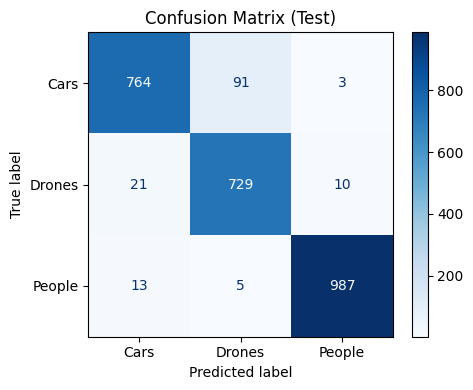 Confusion Matrix (Test)
True label
Cars 764 91 3
Drones 21 729 10
People 13 5 987
Cars Drones People
Predicted label
800
600
400
200